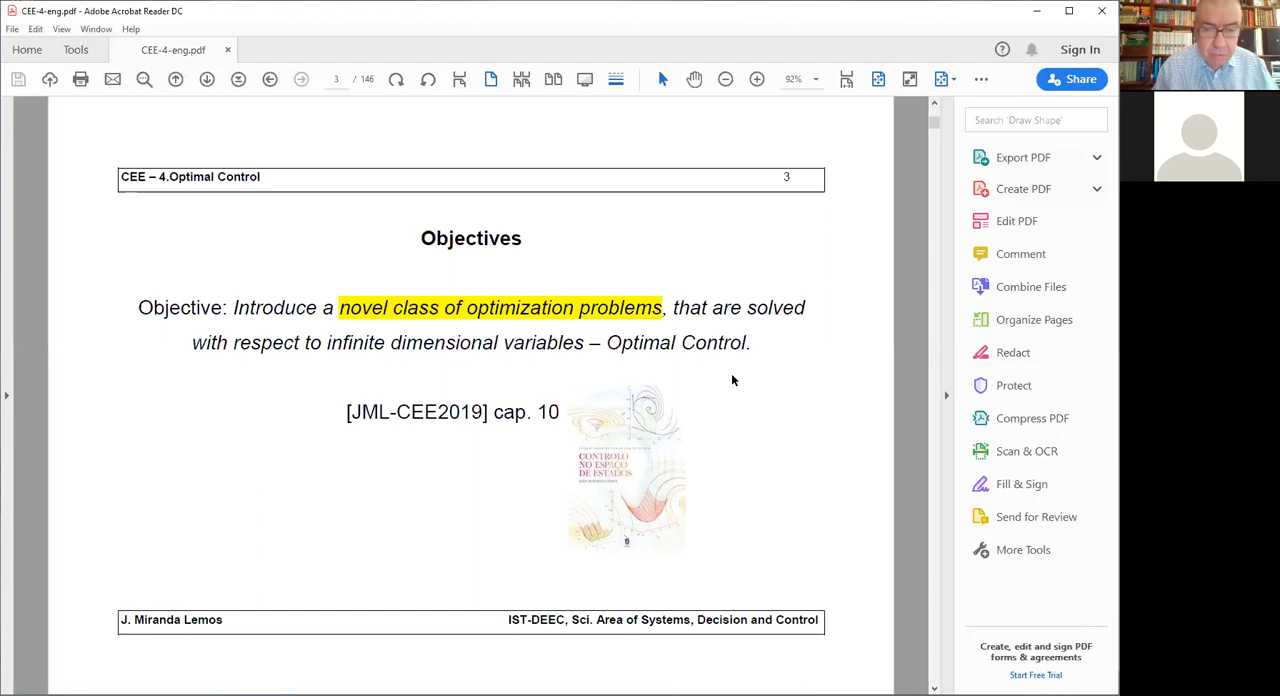 CEE-4-eng.pdf - Adobe Acrobat Reader DC
File Edit View Window Help
Home Tools CEE-4-eng.pdf × Sign In
3 / 146 92% Share
CEE – 4.Optimal Control 3
Objectives
Objective: Introduce a novel class of optimization problems, that are solved
with respect to infinite dimensional variables – Optimal Control.
[JML-CEE2019] cap. 10
CONTROLO
NO ESPAÇO
DE ESTADOS
J. Miranda Lemos IST-DEEC, Sci. Area of Systems, Decision and Control
Search 'Draw Shape'
Export PDF
Create PDF
Edit PDF
Comment
Combine Files
Organize Pages
Redact
Protect
Compress PDF
Scan & OCR
Fill & Sign
Send for Review
More Tools
Create, edit and sign PDF
forms & agreements
Start Free Trial